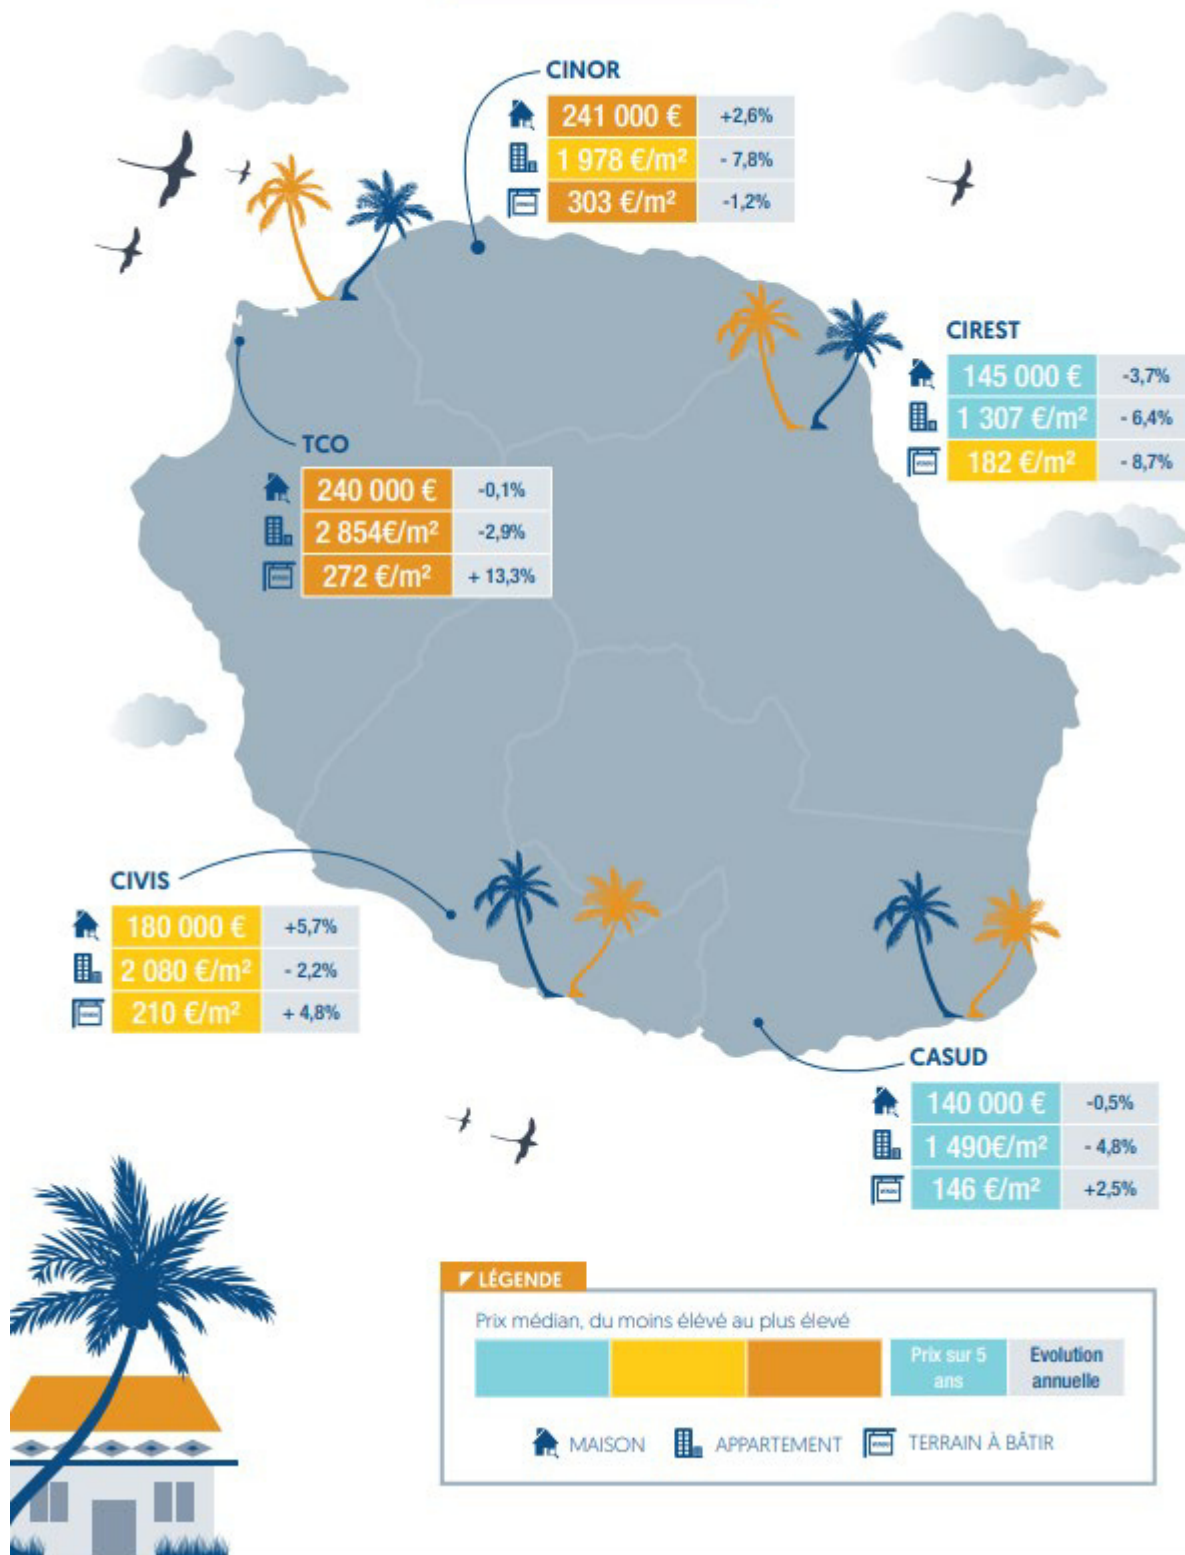 CINOR
241 000 € +2,6%
1 978 €/m² - 7,8%
303 €/m² -1,2%
CIREST
145 000 € -3,7%
1 307 €/m² - 6,4%
182 €/m² - 8,7%
TCO
240 000 € -0,1%
2 854€/m² -2,9%
272 €/m² + 13,3%
CIVIS
180 000 € +5,7%
2 080 €/m² - 2,2%
210 €/m² + 4,8%
CASUD
140 000 € -0,5%
1 490€/m² - 4,8%
146 €/m² +2,5%
LÉGENDE
Prix médian, du moins élévé au plus élevé
Prix sur 5 ans
Evolution annuelle
MAISON APPARTEMENT TERRAIN À BÂTIR